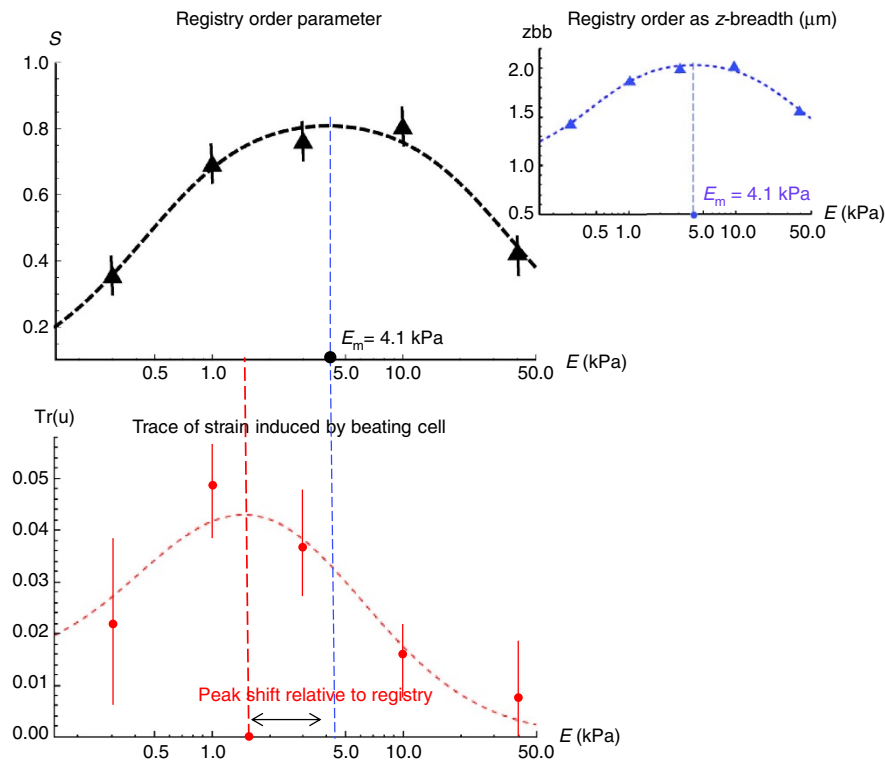 Registry order parameter
S
1.0
0.8
0.6
0.4
0.2
E_m = 4.1 kPa
0.5 1.0 5.0 10.0 50.0 E (kPa)
Registry order as z-breadth (μm)
zbb
2.0
1.5
1.0
0.5
E_m = 4.1 kPa
0.5 1.0 5.0 10.0 50.0 E (kPa)
Tr(u)
Trace of strain induced by beating cell
0.05
0.04
0.03
0.02
0.01
0.00
Peak shift relative to registry
0.5 1.0 5.0 10.0 50.0 E (kPa)